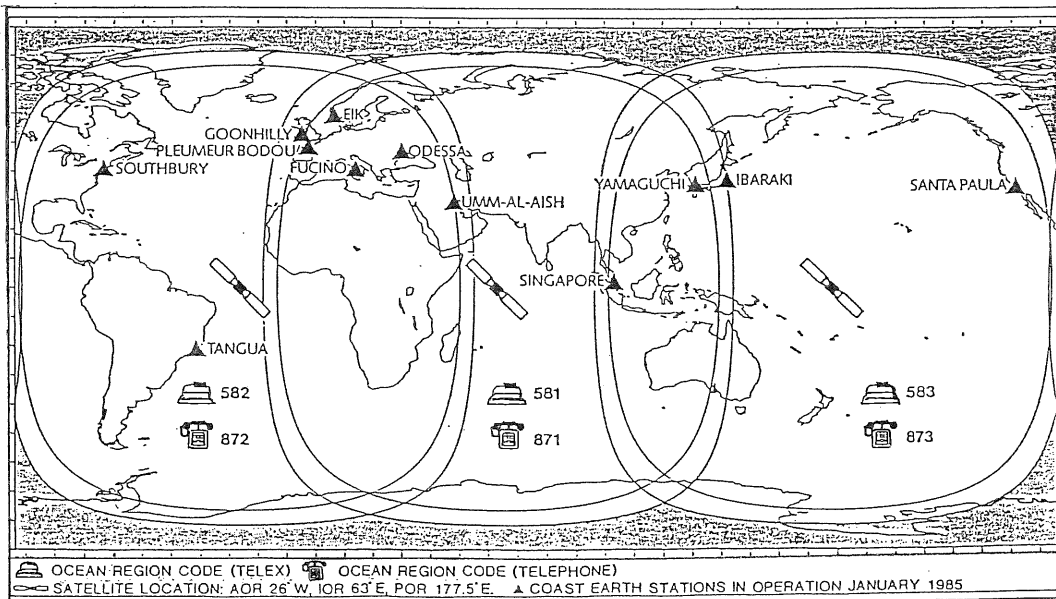 EIK
GOONHILLY
PLEUMEUR BODOU
ODESSA
SOUTHBURY
FUCINO
YAMAGUCHI
IBARAKI
SANTA PAULA
UMM-AL-AISH
SINGAPORE
TANGUA
582
581
583
872
871
873
OCEAN REGION CODE (TELEX) OCEAN REGION CODE (TELEPHONE)
SATELLITE LOCATION: AOR 26°W, IOR 63°E, POR 177.5°E. COAST EARTH STATIONS IN OPERATION JANUARY 1985